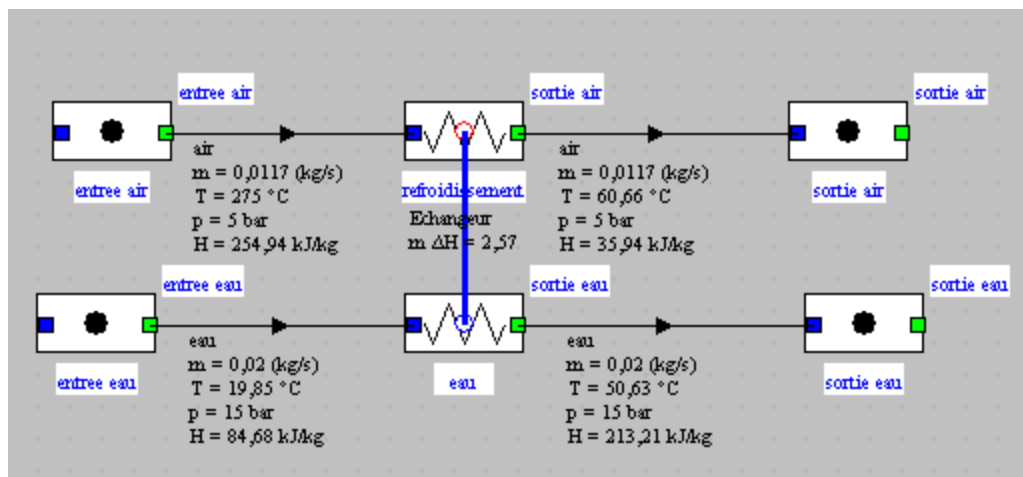 entree air
sortie air
sortie air
air
m = 0,0117 (kg/s)
T = 275 °C
p = 5 bar
H = 254,94 kJ/kg
air
m = 0,0117 (kg/s)
T = 60,66 °C
p = 5 bar
H = 35,94 kJ/kg
entree air
refroidissement
sortie air
Echangeur
m ΔH = 2,57
entree eau
sortie eau
sortie eau
eau
m = 0,02 (kg/s)
T = 19,85 °C
p = 15 bar
H = 84,68 kJ/kg
eau
m = 0,02 (kg/s)
T = 50,63 °C
p = 15 bar
H = 213,21 kJ/kg
entree eau
eau
sortie eau